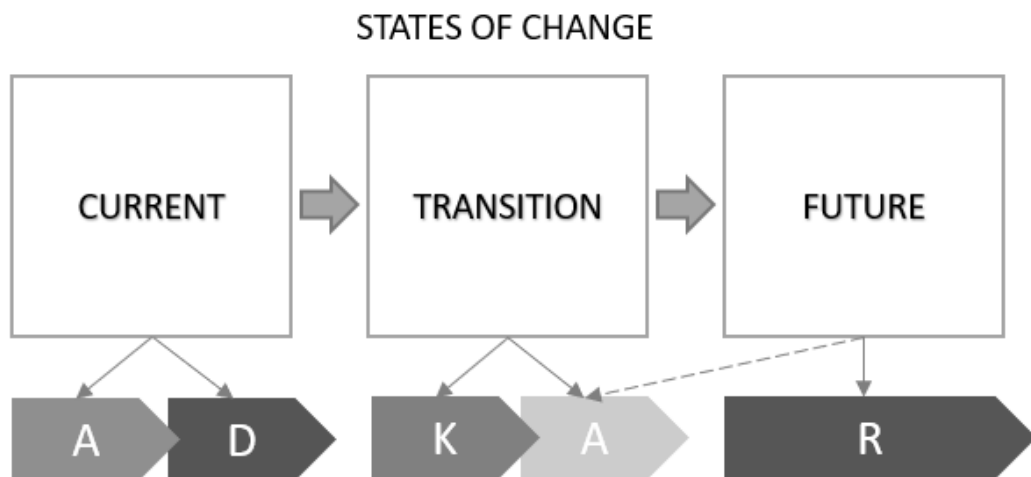 STATES OF CHANGE
CURRENT
TRANSITION
FUTURE
A
D
K
A
R